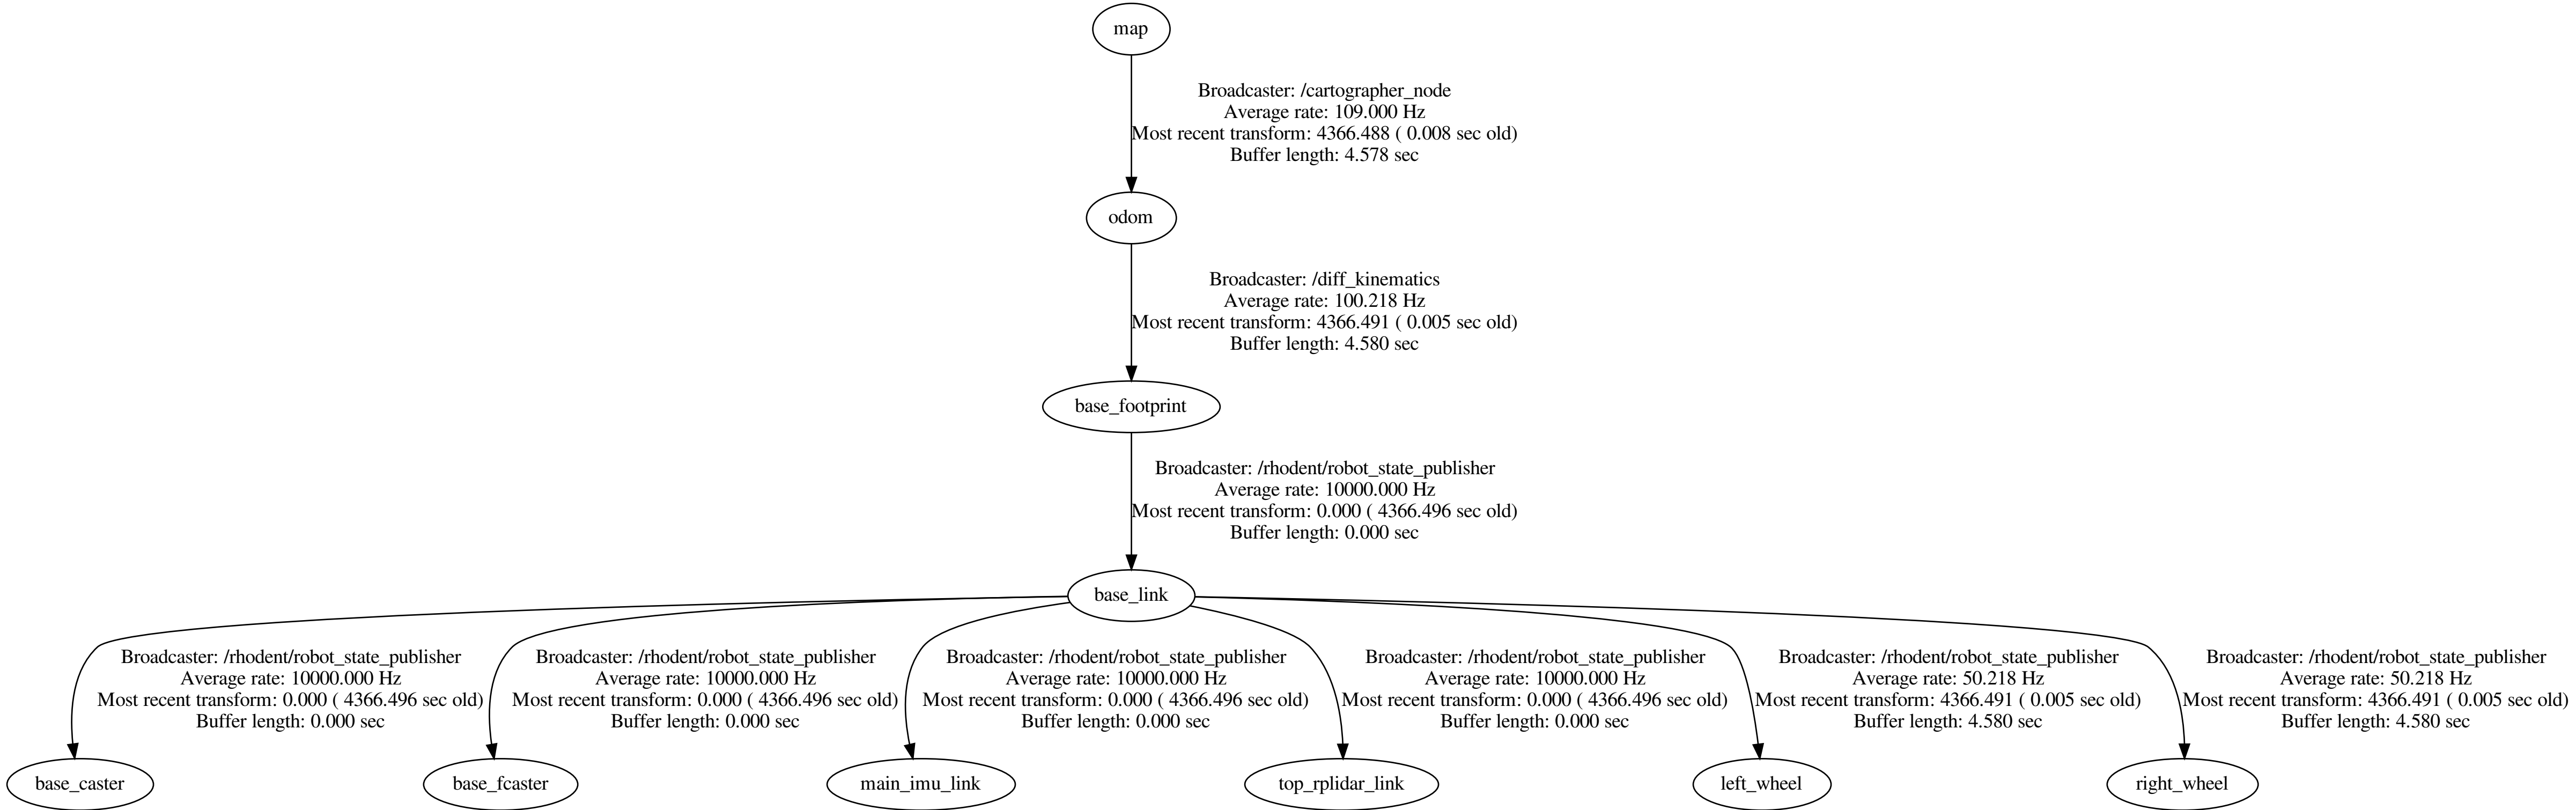 map
Broadcaster: /cartographer_node
Average rate: 109.000 Hz
Most recent transform: 4366.488 ( 0.008 sec old)
Buffer length: 4.578 sec
odom
Broadcaster: /diff_kinematics
Average rate: 100.218 Hz
Most recent transform: 4366.491 ( 0.005 sec old)
Buffer length: 4.580 sec
base_footprint
Broadcaster: /rhodent/robot_state_publisher
Average rate: 10000.000 Hz
Most recent transform: 0.000 ( 4366.496 sec old)
Buffer length: 0.000 sec
base_link
Broadcaster: /rhodent/robot_state_publisher
Average rate: 10000.000 Hz
Most recent transform: 0.000 ( 4366.496 sec old)
Buffer length: 0.000 sec
Broadcaster: /rhodent/robot_state_publisher
Average rate: 10000.000 Hz
Most recent transform: 0.000 ( 4366.496 sec old)
Buffer length: 0.000 sec
Broadcaster: /rhodent/robot_state_publisher
Average rate: 10000.000 Hz
Most recent transform: 0.000 ( 4366.496 sec old)
Buffer length: 0.000 sec
Broadcaster: /rhodent/robot_state_publisher
Average rate: 10000.000 Hz
Most recent transform: 0.000 ( 4366.496 sec old)
Buffer length: 0.000 sec
Broadcaster: /rhodent/robot_state_publisher
Average rate: 50.218 Hz
Most recent transform: 4366.491 ( 0.005 sec old)
Buffer length: 4.580 sec
Broadcaster: /rhodent/robot_state_publisher
Average rate: 50.218 Hz
Most recent transform: 4366.491 ( 0.005 sec old)
Buffer length: 4.580 sec
base_caster
base_fcaster
main_imu_link
top_rplidar_link
left_wheel
right_wheel